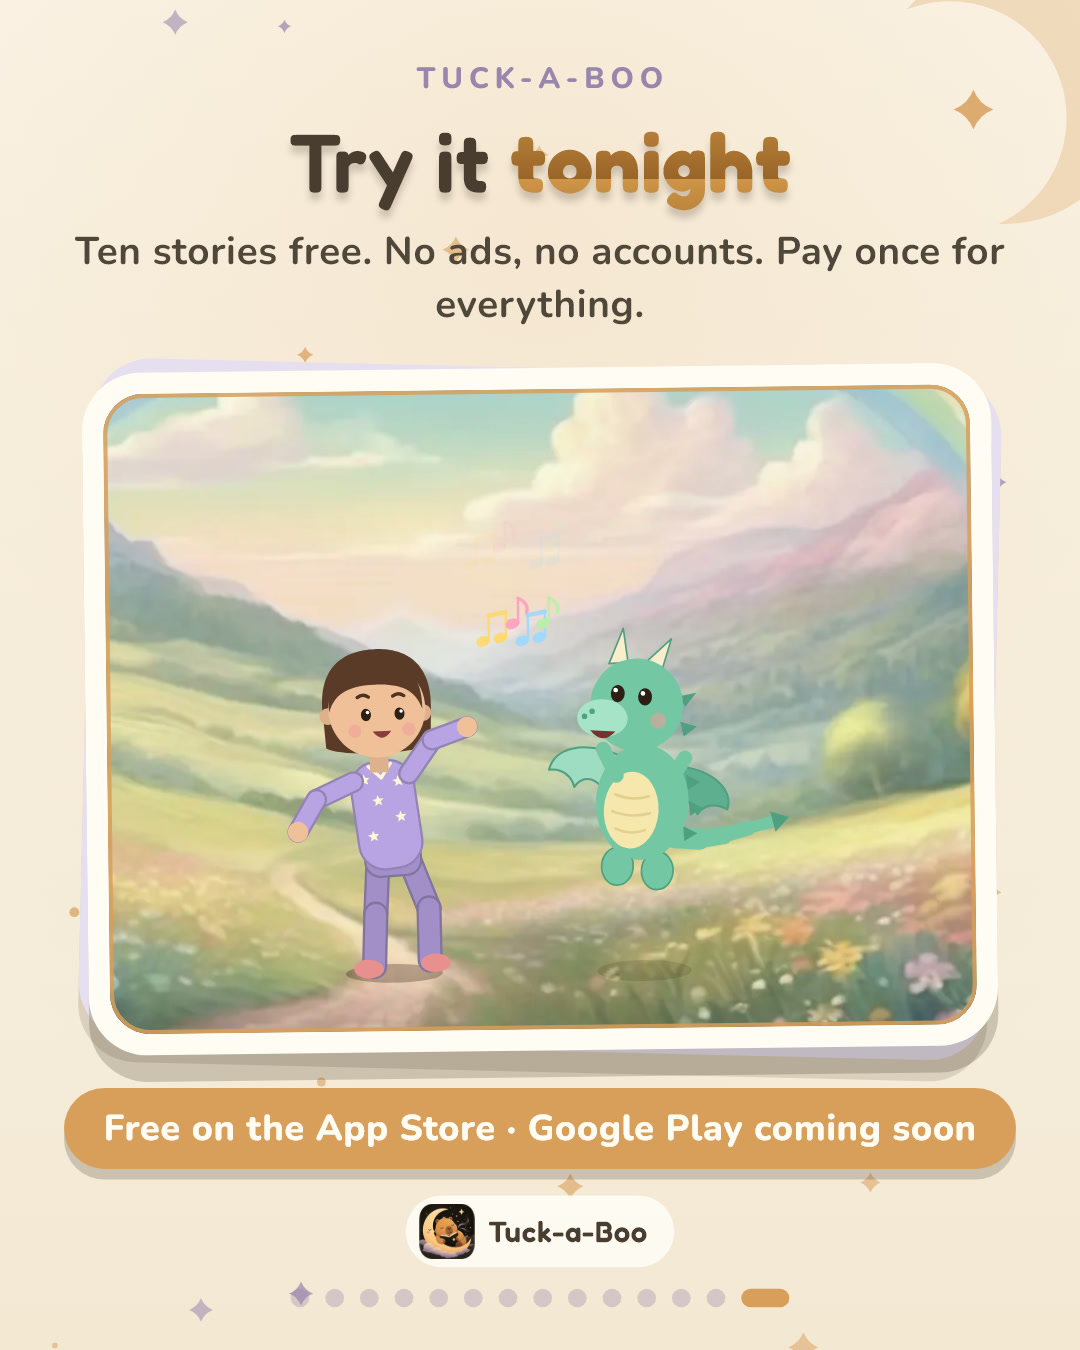 TUCK-A-BOO
Try it tonight
Ten stories free. No ads, no accounts. Pay once for
everything.
Free on the App Store · Google Play coming soon
Tuck-a-Boo